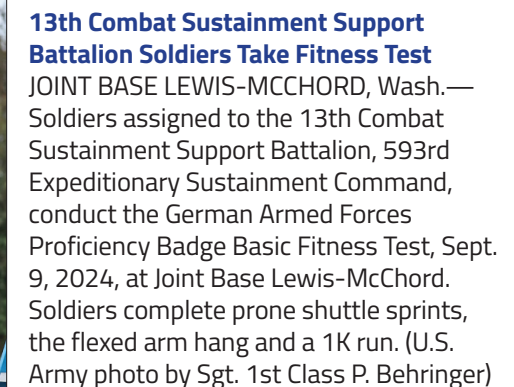 13th Combat Sustainment Support
Battalion Soldiers Take Fitness Test
JOINT BASE LEWIS-MCCHORD, Wash.—
Soldiers assigned to the 13th Combat
Sustainment Support Battalion, 593rd
Expeditionary Sustainment Command,
conduct the German Armed Forces
Proficiency Badge Basic Fitness Test, Sept.
9, 2024, at Joint Base Lewis-McChord.
Soldiers complete prone shuttle sprints,
the flexed arm hang and a 1K run. (U.S.
Army photo by Sgt. 1st Class P. Behringer)